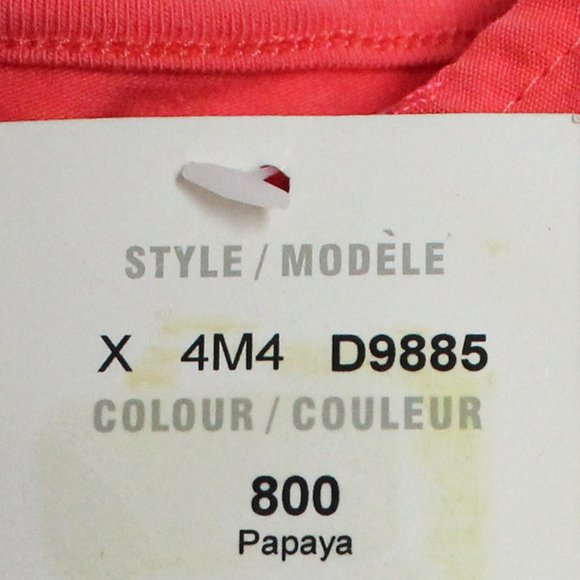 STYLE / MODÈLE
X 4M4 D9885
COLOUR / COULEUR
800
Papaya